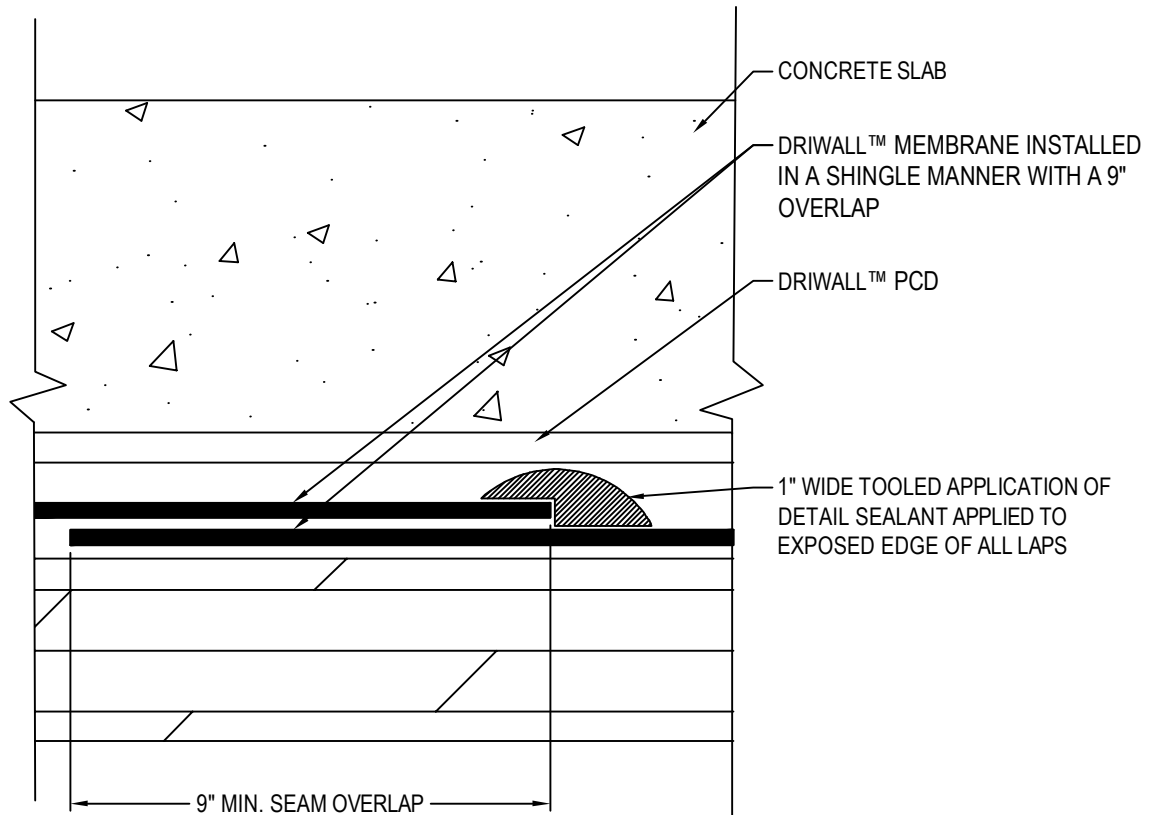 CONCRETE SLAB
DRIWALL™ MEMBRANE INSTALLED
IN A SHINGLE MANNER WITH A 9"
OVERLAP
DRIWALL™ PCD
1" WIDE TOOLED APPLICATION OF
DETAIL SEALANT APPLIED TO
EXPOSED EDGE OF ALL LAPS
9" MIN. SEAM OVERLAP